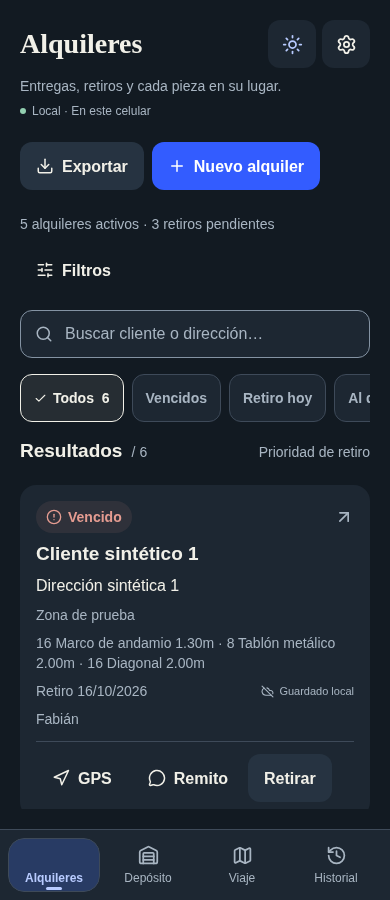 Alquileres
Entregas, retiros y cada pieza en su lugar.
Local · En este celular
Exportar
Nuevo alquiler
5 alquileres activos · 3 retiros pendientes
Filtros
Buscar cliente o dirección…
Todos 6
Vencidos
Retiro hoy
Al d
Resultados / 6
Prioridad de retiro
Vencido
Cliente sintético 1
Dirección sintética 1
Zona de prueba
16 Marco de andamio 1.30m · 8 Tablón metálico
2.00m · 16 Diagonal 2.00m
Retiro 16/10/2026
Guardado local
Fabián
GPS
Remito
Retirar
Alquileres
Depósito
Viaje
Historial